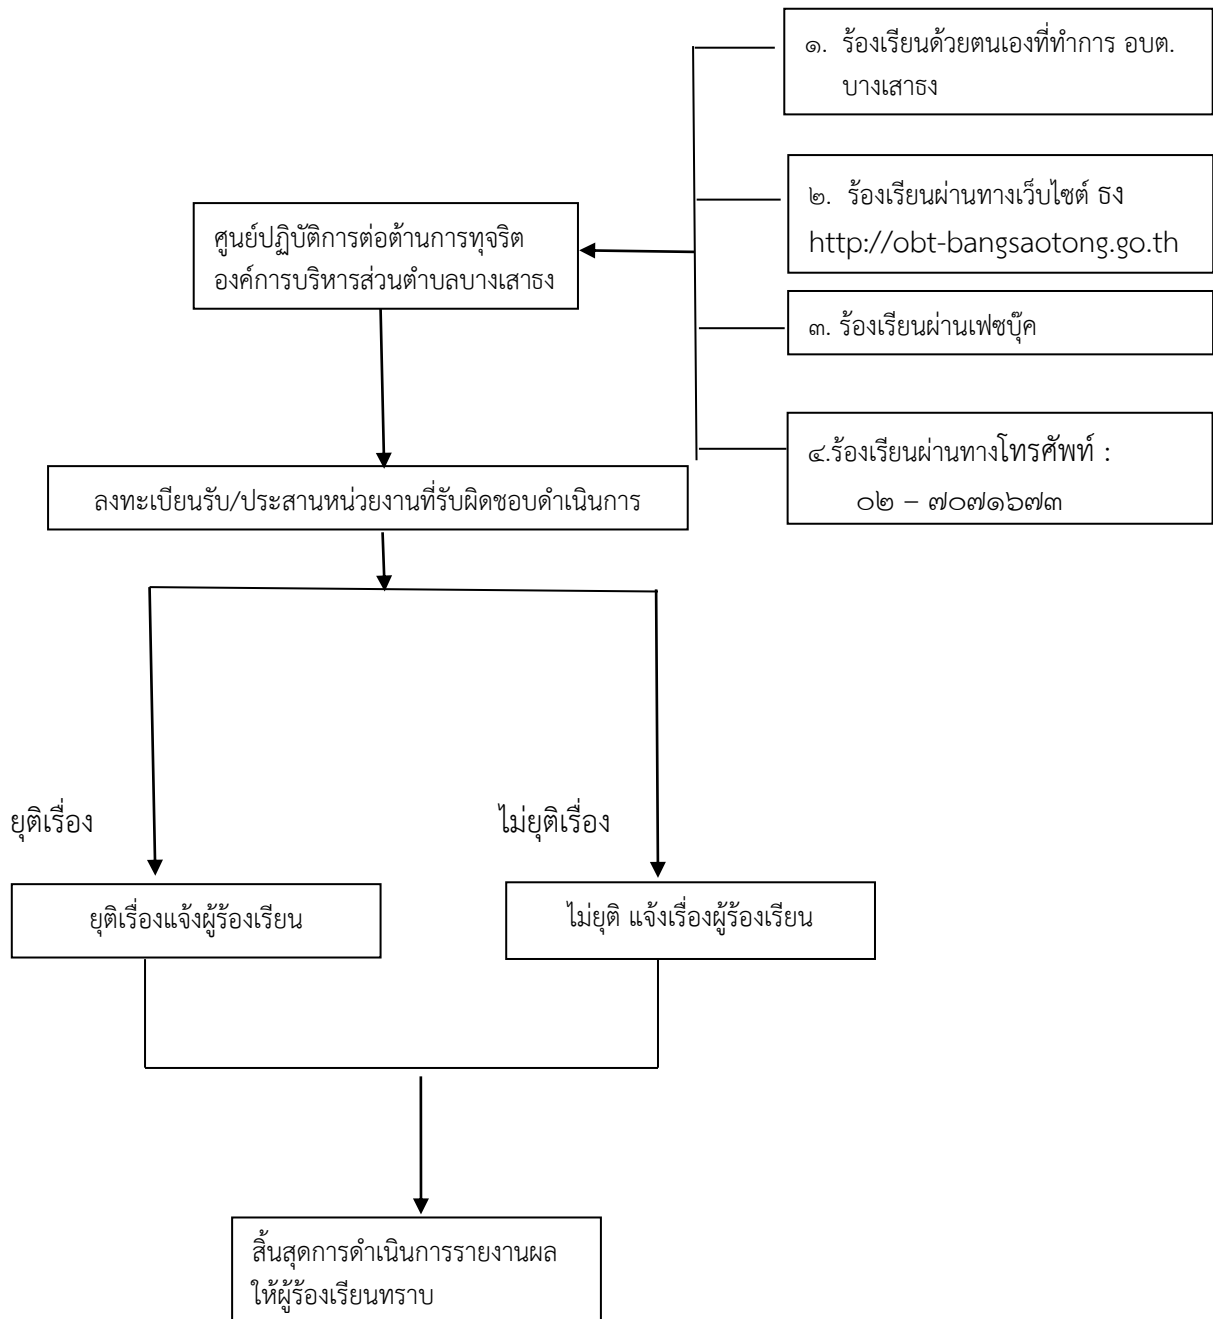 ๑. ร้องเรียนด้วยตนเองที่ทำการ อบต.
บางเสาธง
๒. ร้องเรียนผ่านทางเว็บไซต์ ธง
http://obt-bangsaotong.go.th
ศูนย์ปฏิบัติการต่อต้านการทุจริต
องค์การบริหารส่วนตำบลบางเสาธง
๓. ร้องเรียนผ่านเฟซบุ๊ค
๔.ร้องเรียนผ่านทางโทรศัพท์ :
๐๒ – ๗๐๗๑๖๗๓
ลงทะเบียนรับ/ประสานหน่วยงานที่รับผิดชอบดำเนินการ
ยุติเรื่อง
ไม่ยุติเรื่อง
ยุติเรื่องแจ้งผู้ร้องเรียน
ไม่ยุติ แจ้งเรื่องผู้ร้องเรียน
สิ้นสุดการดำเนินการรายงานผล
ให้ผู้ร้องเรียนทราบ